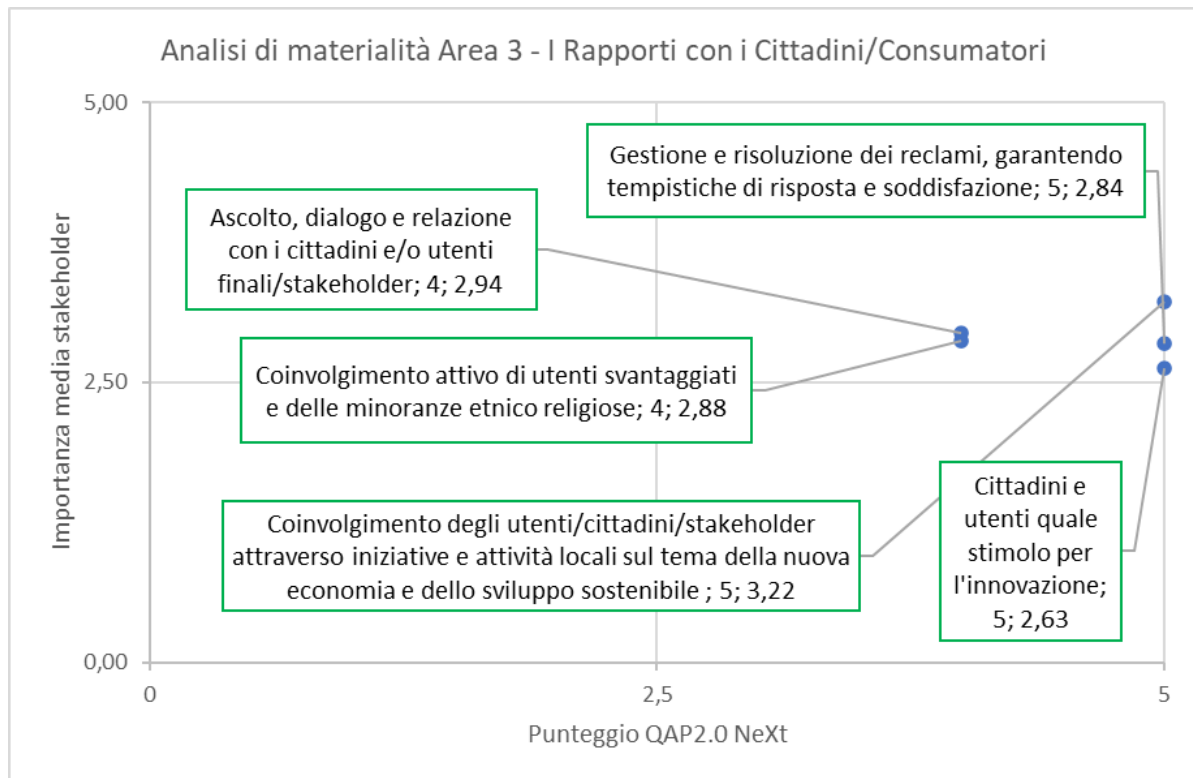 Analisi di materialità Area 3 - I Rapporti con i Cittadini/Consumatori
5,00
2,50
0,00
Importanza media stakeholder
Gestione e risoluzione dei reclami, garantendo
tempistiche di risposta e soddisfazione; 5; 2,84
Ascolto, dialogo e relazione
con i cittadini e/o utenti
finali/stakeholder; 4; 2,94
Coinvolgimento attivo di utenti svantaggiati
e delle minoranze etnico religiose; 4; 2,88
Coinvolgimento degli utenti/cittadini/stakeholder
attraverso iniziative e attività locali sul tema della nuova
economia e dello sviluppo sostenibile ; 5; 3,22
Cittadini e
utenti quale
stimolo per
l'innovazione;
5; 2,63
0
2,5
5
Punteggio QAP2.0 NeXt